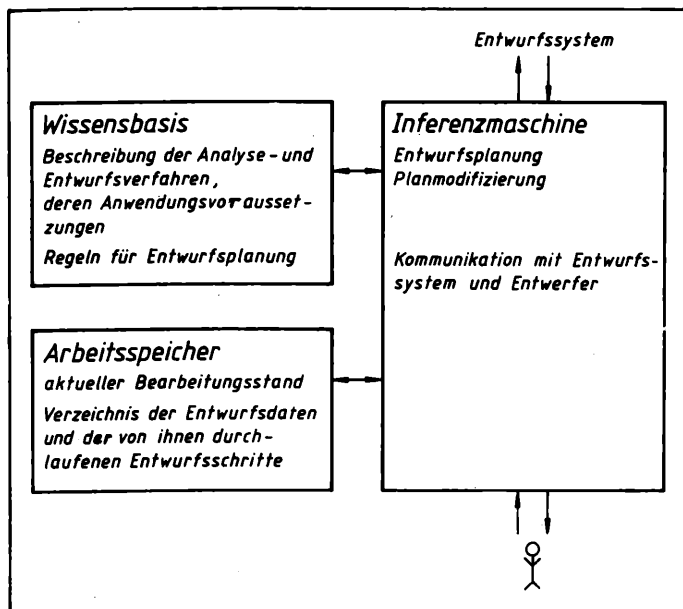 Entwurfssystem
Wissensbasis
Beschreibung der Analyse- und
Entwurfsverfahren,
deren Anwendungsvorausset-
zungen
Regeln für Entwurfsplanung
Inferenzmaschine
Entwurfsplanung
Planmodifizierung
Kommunikation mit Entwurfs-
system und Entwerfer
Arbeitsspeicher
aktueller Bearbeitungsstand
Verzeichnis der Entwurfsdaten
und der von ihnen durch-
laufenen Entwurfsschritte